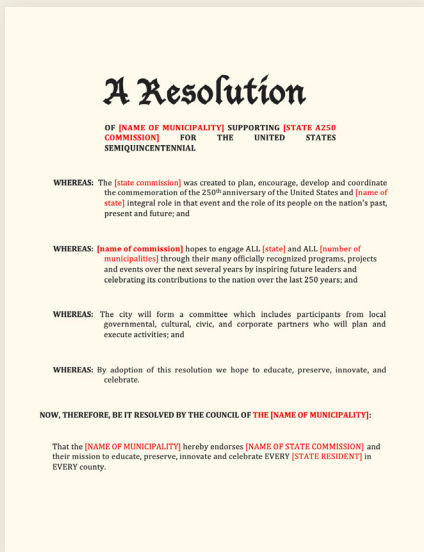 A Resolution
OF [NAME OF MUNICIPALITY] SUPPORTING [STATE A250
COMMISSION] FOR THE UNITED STATES
SEMIQUINCENTENNIAL
WHEREAS: The [state commission] was created to plan, encourage, develop and coordinate
the commemoration of the 250th anniversary of the United States and [name of
state] integral role in that event and the role of its people on the nation's past,
present and future; and
WHEREAS: [name of commission] hopes to engage ALL [state] and ALL [number of
municipalities] through their many officially recognized programs, projects
and events over the next several years by inspiring future leaders and
celebrating its contributions to the nation over the last 250 years; and
WHEREAS: The city will form a committee which includes participants from local
governmental, cultural, civic, and corporate partners who will plan and
execute activities; and
WHEREAS: By adoption of this resolution we hope to educate, preserve, innovate, and
celebrate.
NOW, THEREFORE, BE IT RESOLVED BY THE COUNCIL OF THE [NAME OF MUNICIPALITY]:
That the [NAME OF MUNICIPALITY] hereby endorses [NAME OF STATE COMMISSION] and
their mission to educate, preserve, innovate and celebrate EVERY [STATE RESIDENT] in
EVERY county.